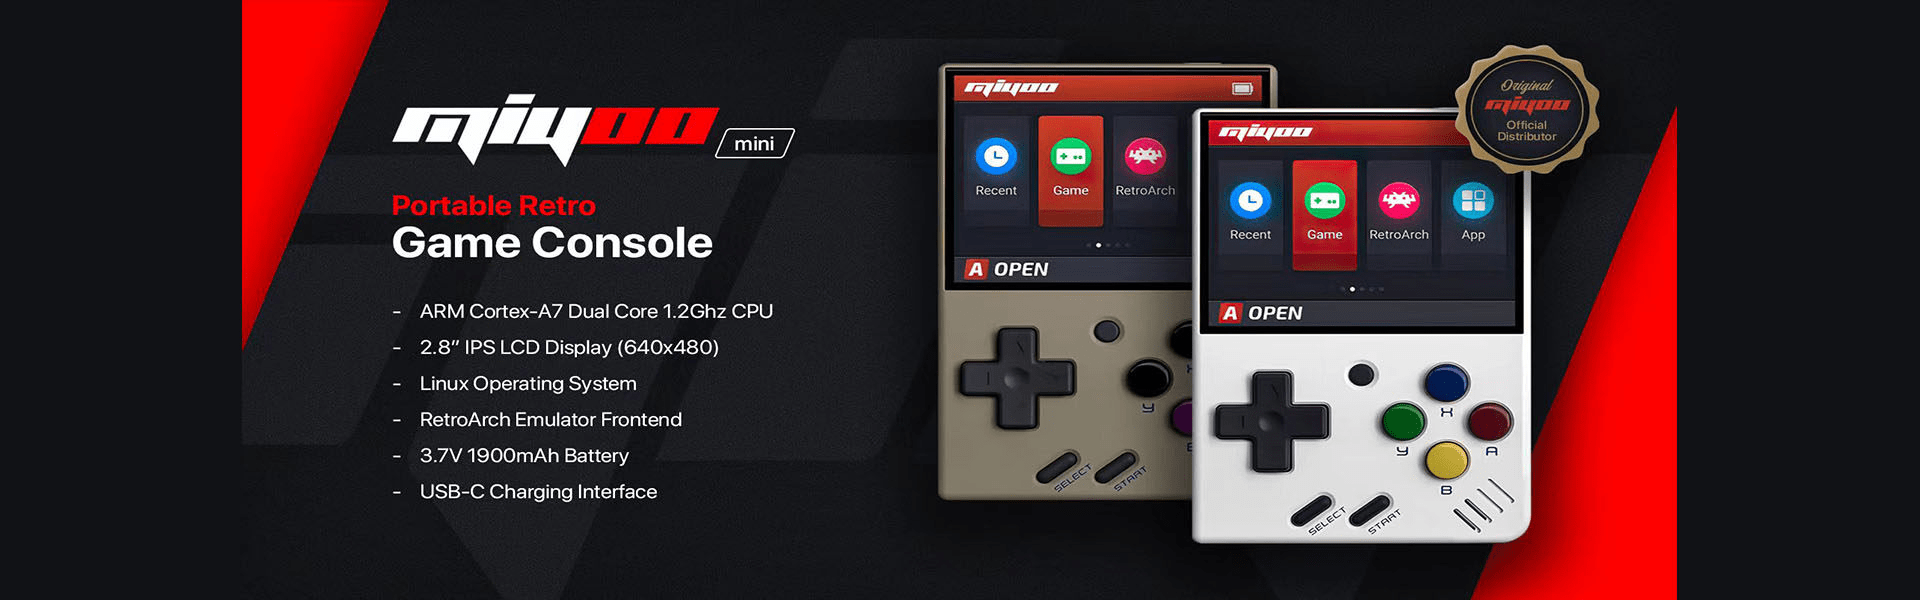 miyoo
mini
Portable Retro
Game Console
- ARM Cortex-A7 Dual Core 1.2Ghz CPU
- 2.8” IPS LCD Display (640x480)
- Linux Operating System
- RetroArch Emulator Frontend
- 3.7V 1900mAh Battery
- USB-C Charging Interface
miyoo
Recent
Game
RetroArch
A OPEN
Y
SELECT
START
miyoo
Recent
Game
RetroArch
App
A OPEN
X
Y
A
B
SELECT
START
Original
miyoo
Official
Distributor